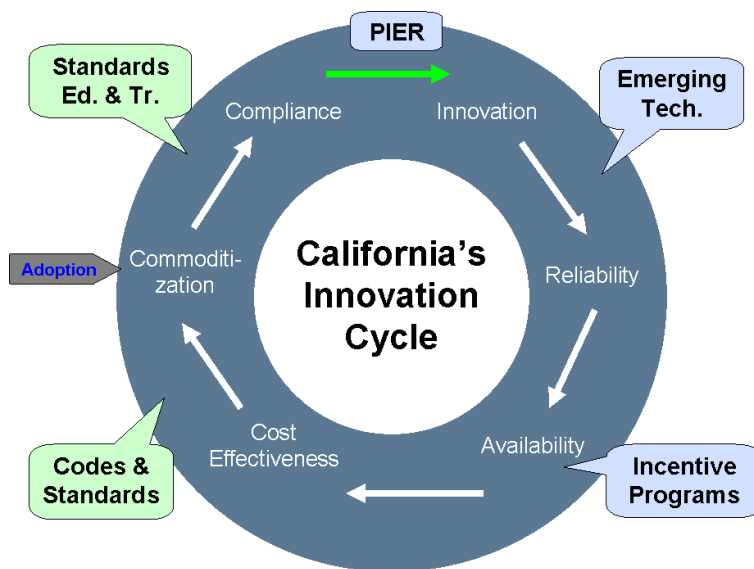 PIER
Standards
Ed. & Tr.
Emerging
Tech.
Compliance
Innovation
California's
Innovation
Cycle
Adoption
Commoditi-
zation
Reliability
Cost
Effectiveness
Availability
Codes &
Standards
Incentive
Programs